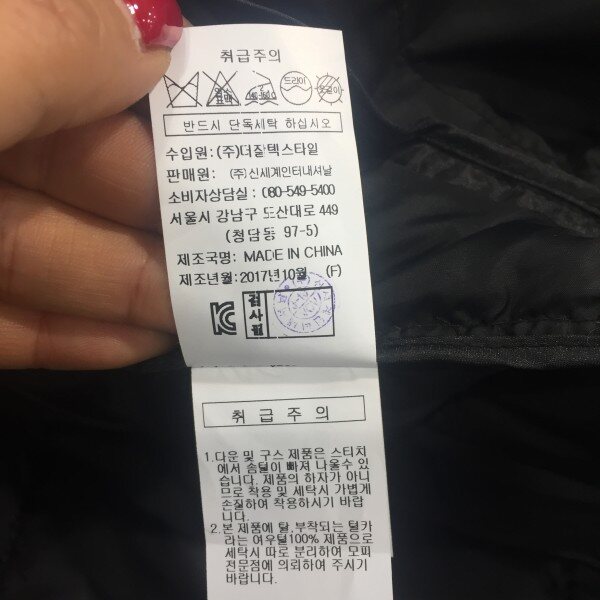 취급주의
드라이
반드시 단독세탁 하십시오
수입원: (주)더잘텍스타일
판매원: (주)신세계인터내셔날
소비자상담실: 080-549-5400
서울시 강남구 도산대로 449
(청담동 97-5)
제조국명: MADE IN CHINA
제조년월:2017년10월 (F)
검사필
취급주의
1.다운 및 구스 제품은 스티치
에서 솜털이 빠져 나올수 있
습니다. 제품의 하자가 아니
므로 착용 및 세탁시 가볍게
손질하여 착용하시기 바랍
니다.
2.본 제품에 탈,부착되는 털카
라는 여우털100% 제품으로
세탁시 따로 분리하여 모피
전문점에 의뢰하여 주시기
바랍니다.